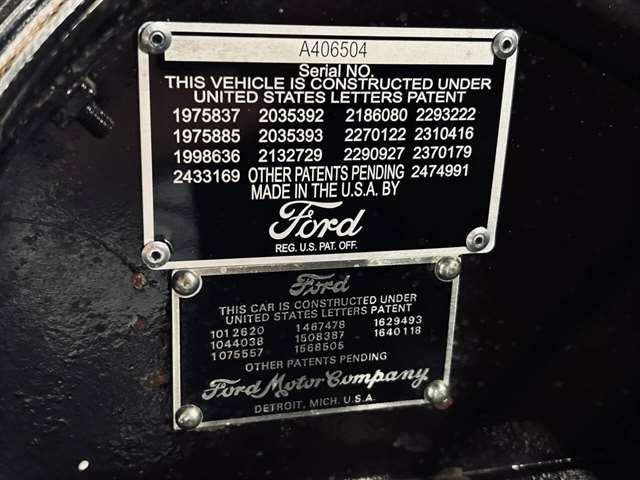 A406504
Serial NO.
THIS VEHICLE IS CONSTRUCTED UNDER
UNITED STATES LETTERS PATENT
1975837 2035392 2186080 2293222
1975885 2035393 2270122 2310416
1998636 2132729 2290927 2370179
2433169 OTHER PATENTS PENDING 2474991
MADE IN THE U.S.A. BY
Ford
REG. U.S. PAT. OFF.
Ford
THIS CAR IS CONSTRUCTED UNDER
UNITED STATES LETTERS PATENT
1012620 1467478 1629493
1044038 1508387 1640118
1075557 1566505
OTHER PATENTS PENDING
Ford Motor Company
DETROIT, MICH. U.S.A.